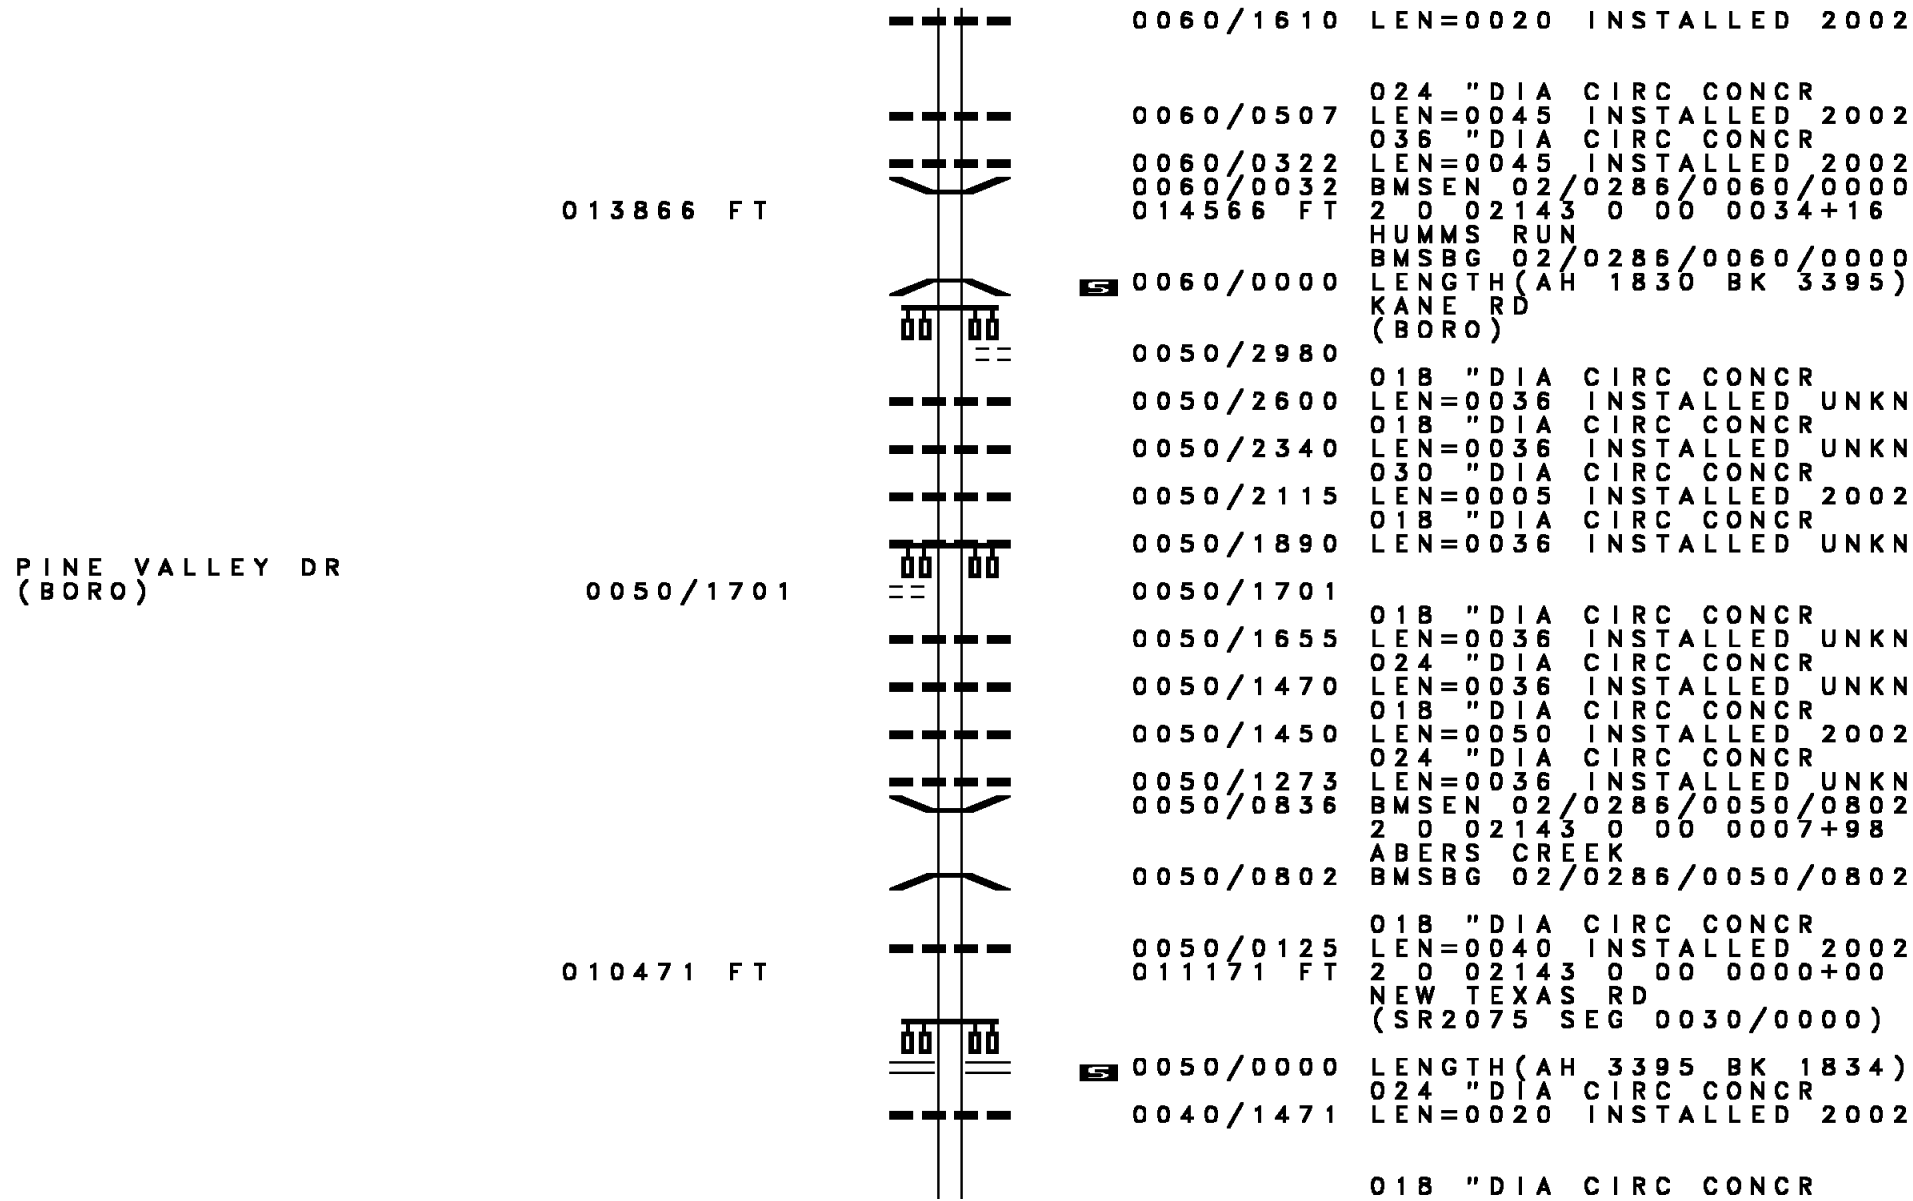 0060/1610 LEN=0020 INSTALLED 2002
024 "DIA CIRC CONCR
0060/0507 LEN=0045 INSTALLED 2002
036 "DIA CIRC CONCR
0060/0322 LEN=0045 INSTALLED 2002
0060/0032 BMSEN 02/0286/0060/0000
013866 FT 014566 FT 2 0 02143 0 00 0034+16
HUMMS RUN
BMSBG 02/0286/0060/0000
S 0060/0000 LENGTH(AH 1830 BK 3395)
KANE RD
(BORO)
0050/2980
018 "DIA CIRC CONCR
0050/2600 LEN=0036 INSTALLED UNKN
018 "DIA CIRC CONCR
0050/2340 LEN=0036 INSTALLED UNKN
030 "DIA CIRC CONCR
0050/2115 LEN=0005 INSTALLED 2002
018 "DIA CIRC CONCR
0050/1890 LEN=0036 INSTALLED UNKN
PINE VALLEY DR
(BORO) 0050/1701 0050/1701
018 "DIA CIRC CONCR
0050/1655 LEN=0036 INSTALLED UNKN
024 "DIA CIRC CONCR
0050/1470 LEN=0036 INSTALLED UNKN
018 "DIA CIRC CONCR
0050/1450 LEN=0050 INSTALLED 2002
024 "DIA CIRC CONCR
0050/1273 LEN=0036 INSTALLED UNKN
0050/0836 BMSEN 02/0286/0050/0802
2 0 02143 0 00 0007+98
ABERS CREEK
0050/0802 BMSBG 02/0286/0050/0802
018 "DIA CIRC CONCR
0050/0125 LEN=0040 INSTALLED 2002
010471 FT 011171 FT 2 0 02143 0 00 0000+00
NEW TEXAS RD
(SR2075 SEG 0030/0000)
S 0050/0000 LENGTH(AH 3395 BK 1834)
024 "DIA CIRC CONCR
0040/1471 LEN=0020 INSTALLED 2002
018 "DIA CIRC CONCR